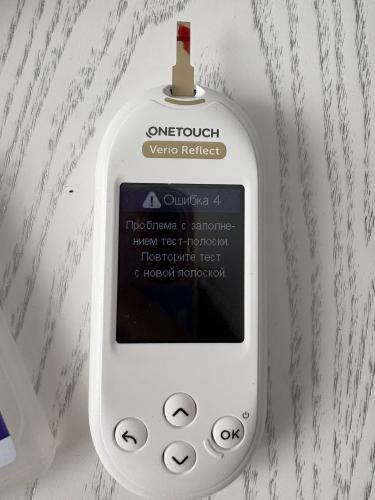 ONETOUCH
Verio Reflect
Ошибка 4
Проблема с заполне-
нием тест-полоски.
Повторите тест
с новой полоской.
OK